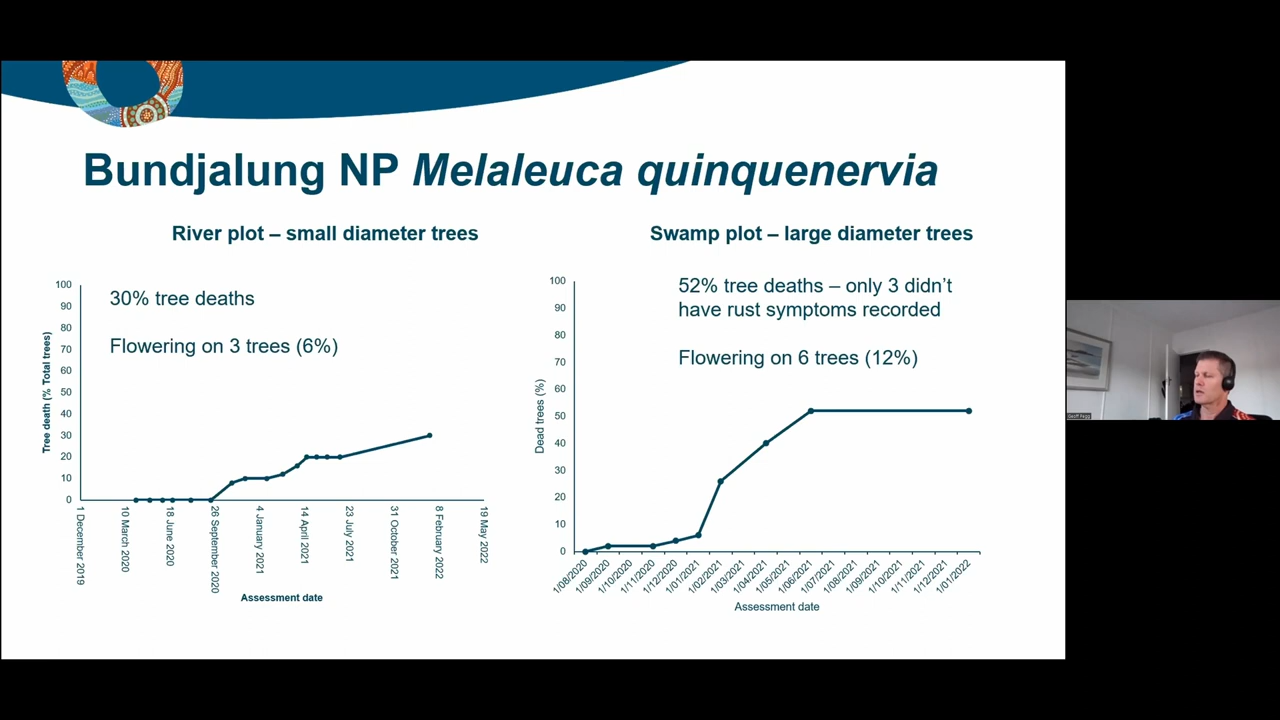 Bundjalung NP Melaleuca quinquenervia
River plot – small diameter trees
30% tree deaths
Flowering on 3 trees (6%)
Tree death (% Total trees)
100
90
80
70
60
50
40
30
20
10
0
1 December 2019
10 March 2020
18 June 2020
26 September 2020
4 January 2021
14 April 2021
23 July 2021
31 October 2021
8 February 2022
19 May 2022
Assessment date
Swamp plot – large diameter trees
52% tree deaths – only 3 didn’t
have rust symptoms recorded
Flowering on 6 trees (12%)
Dead trees (%)
100
90
80
70
60
50
40
30
20
10
0
1/08/2020
1/09/2020
1/10/2020
1/11/2020
1/12/2020
1/01/2021
1/02/2021
1/03/2021
1/04/2021
1/05/2021
1/06/2021
1/07/2021
1/08/2021
1/09/2021
1/10/2021
1/11/2021
1/12/2021
1/01/2022
Assessment date
Geoff Pegg